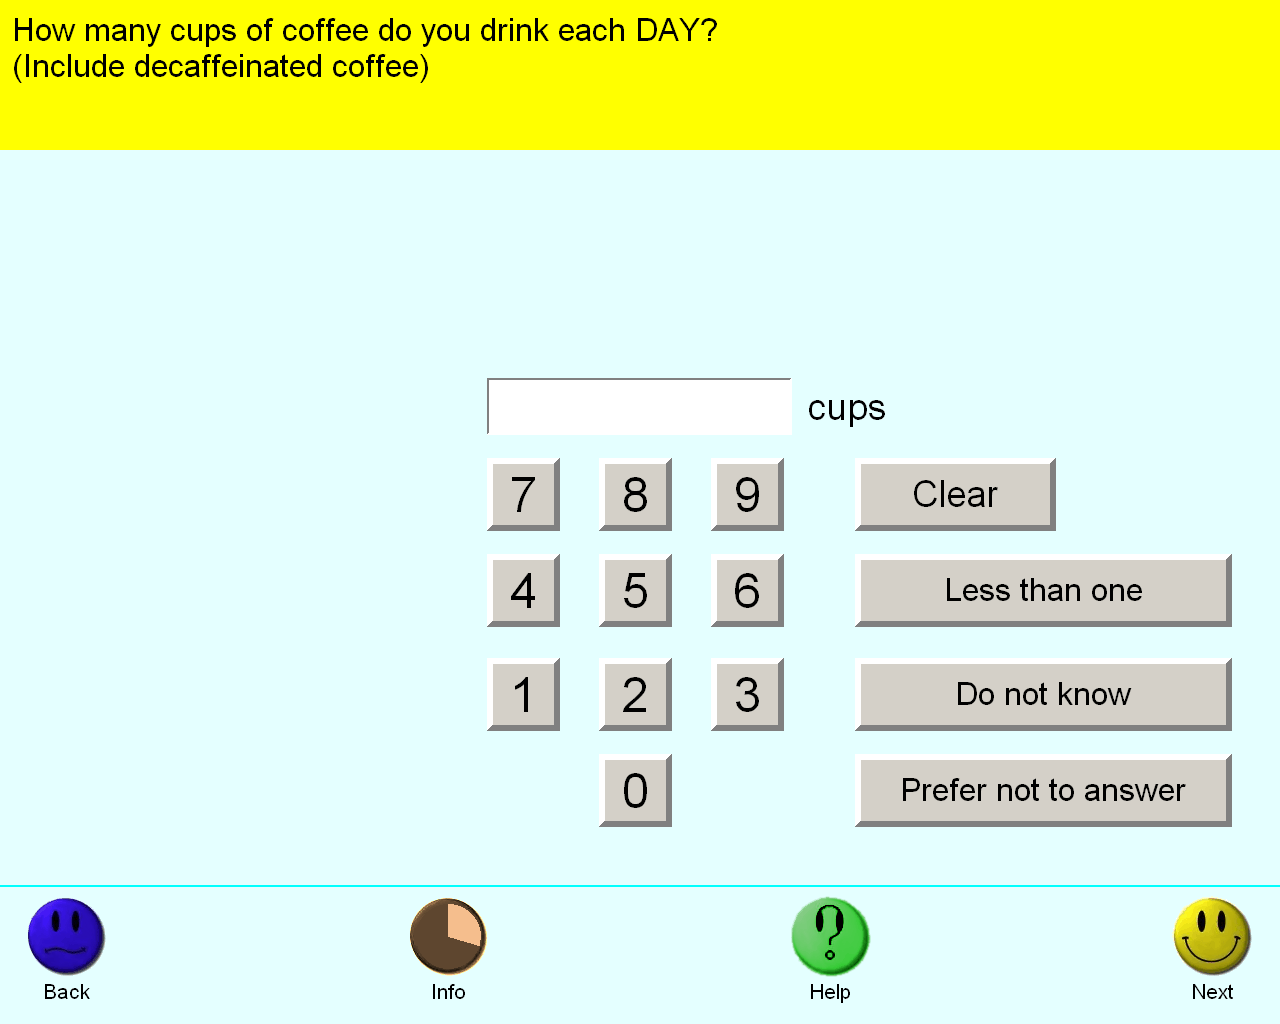 How many cups of coffee do you drink each DAY?
(Include decaffeinated coffee)
cups
7 8 9 Clear
4 5 6 Less than one
1 2 3 Do not know
0 Prefer not to answer
?
Back Info Help Next